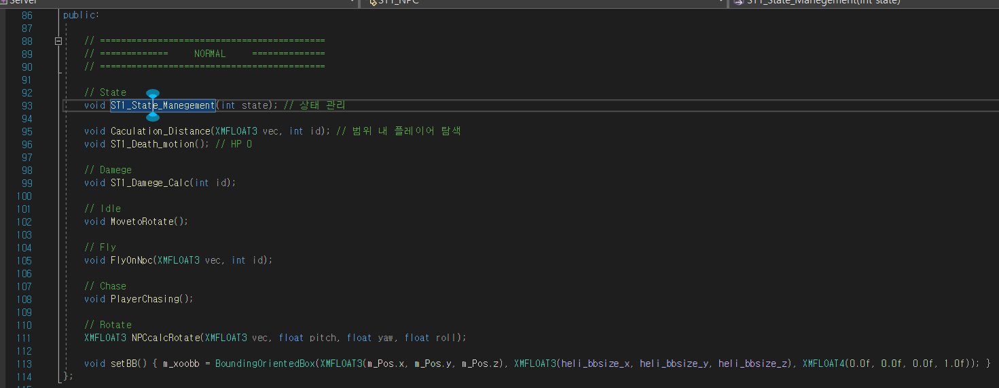 Server ST1_NPC ST1_State_Manegement(int state)
86 public:
87
88 // ===========================================
89 // ============= NORMAL ==============
90 // ===========================================
91
92 // State
93 void ST1_State_Manegement(int state); // 상태 관리
94
95 void Caculation_Distance(XMFLOAT3 vec, int id); // 범위 내 플레이어 탐색
96 void ST1_Death_motion(); // HP 0
97
98 // Damege
99 void ST1_Damege_Calc(int id);
100
101 // Idle
102 void MovetoRotate();
103
104 // Fly
105 void FlyOnNpc(XMFLOAT3 vec, int id);
106
107 // Chase
108 void PlayerChasing();
109
110 // Rotate
111 XMFLOAT3 NPCcalcRotate(XMFLOAT3 vec, float pitch, float yaw, float roll);
112
113 void setBB() { m_xoobb = BoundingOrientedBox(XMFLOAT3(m_Pos.x, m_Pos.y, m_Pos.z), XMFLOAT3(heli_bbsize_x, heli_bbsize_y, heli_bbsize_z), XMFLOAT4(0.0f, 0.0f, 0.0f, 1.0f)); }
114 };
115